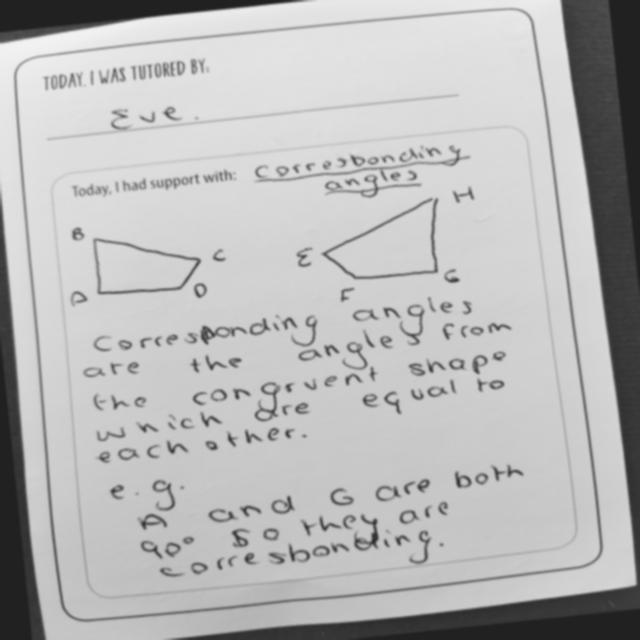 TODAY, I WAS TUTORED BY:
Eve.
Today, I had support with: Corresbonding
angles
B C A D
E H F G
Corresponding angles
are the angles from
the congruent shape
which are equal to
each other.
e.g.
A and G are both
90° so they are
corresbonding.